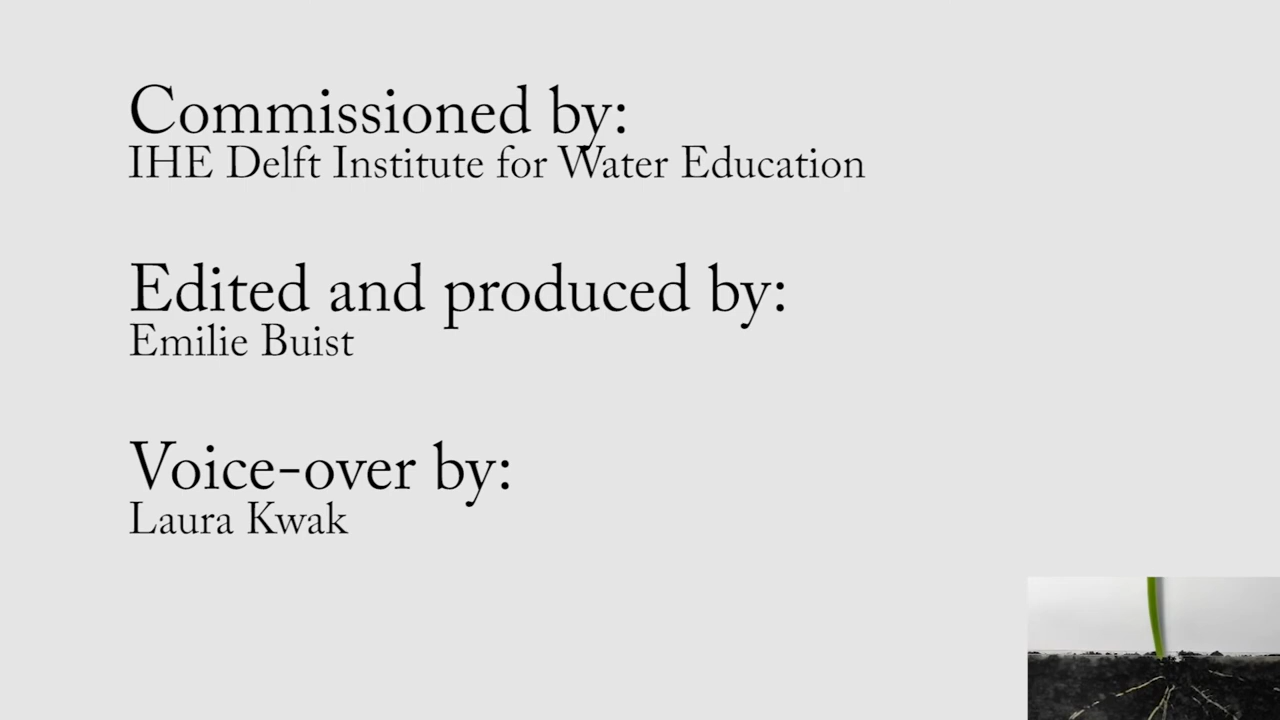 Commissioned by:
IHE Delft Institute for Water Education
Edited and produced by:
Emilie Buist
Voice-over by:
Laura Kwak